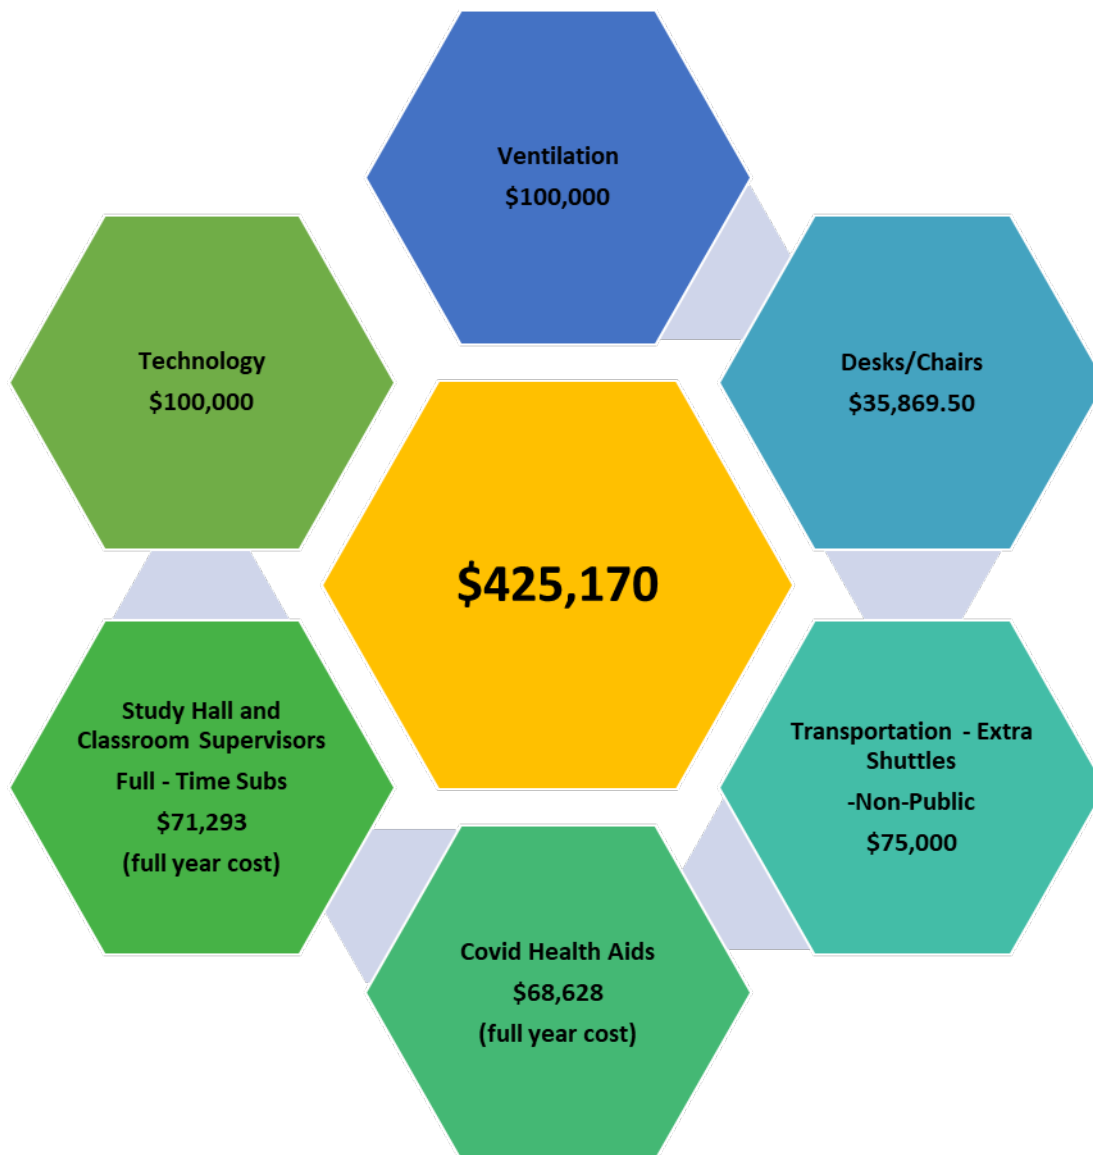 Ventilation
$100,000
Desks/Chairs
$35,869.50
Transportation - Extra
Shuttles
-Non-Public
$75,000
Covid Health Aids
$68,628
(full year cost)
Study Hall and
Classroom Supervisors
Full - Time Subs
$71,293
(full year cost)
Technology
$100,000
$425,170